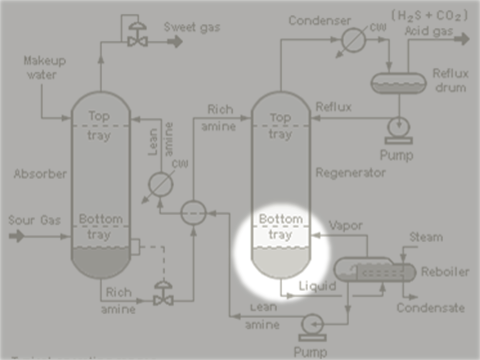 Sweet gas
Condenser
CW
(H₂S + CO₂)
Acid gas
Makeup
water
Reflux
drum
Top
tray
Lean
amine
Rich
amine
Top
tray
Reflux
Pump
CW
Absorber
Regenerator
Sour Gas
Bottom
tray
Bottom
tray
Vapor
Steam
Reboiler
Rich
amine
Liquid
Condensate
Lean
amine
Pump